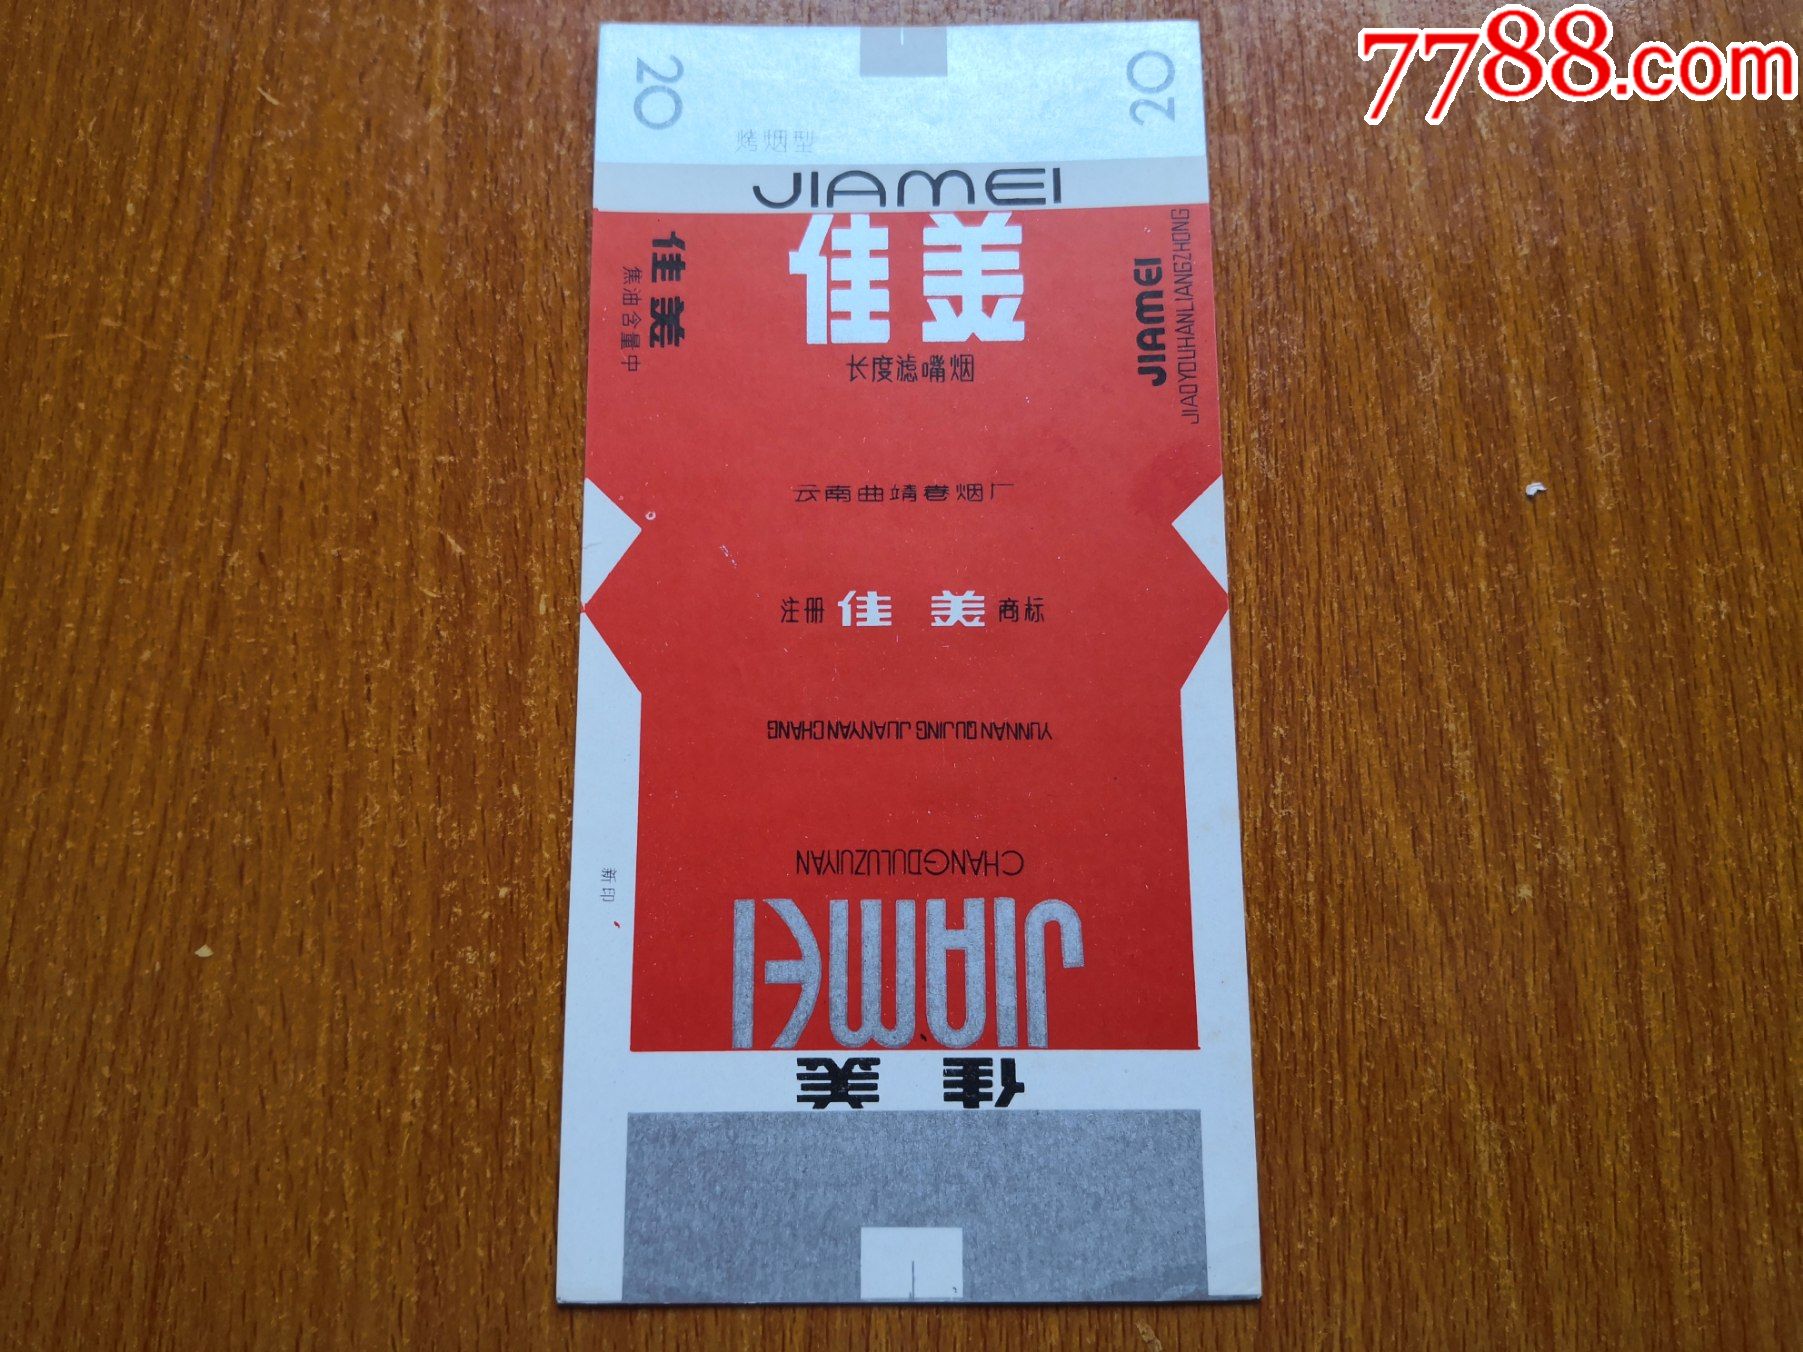 7788.com
20
20
烤烟型
JIAMEI
佳美
长度滤嘴烟
佳美
焦油含量中
JIAMEI
JIAOYOUHANLIANGZHONG
云南曲靖卷烟厂
注册 佳美 商标
YUNNAN QUJING JUANYANCHANG
CHANGDULUZUIYAN
JIAMEI
佳美
新印